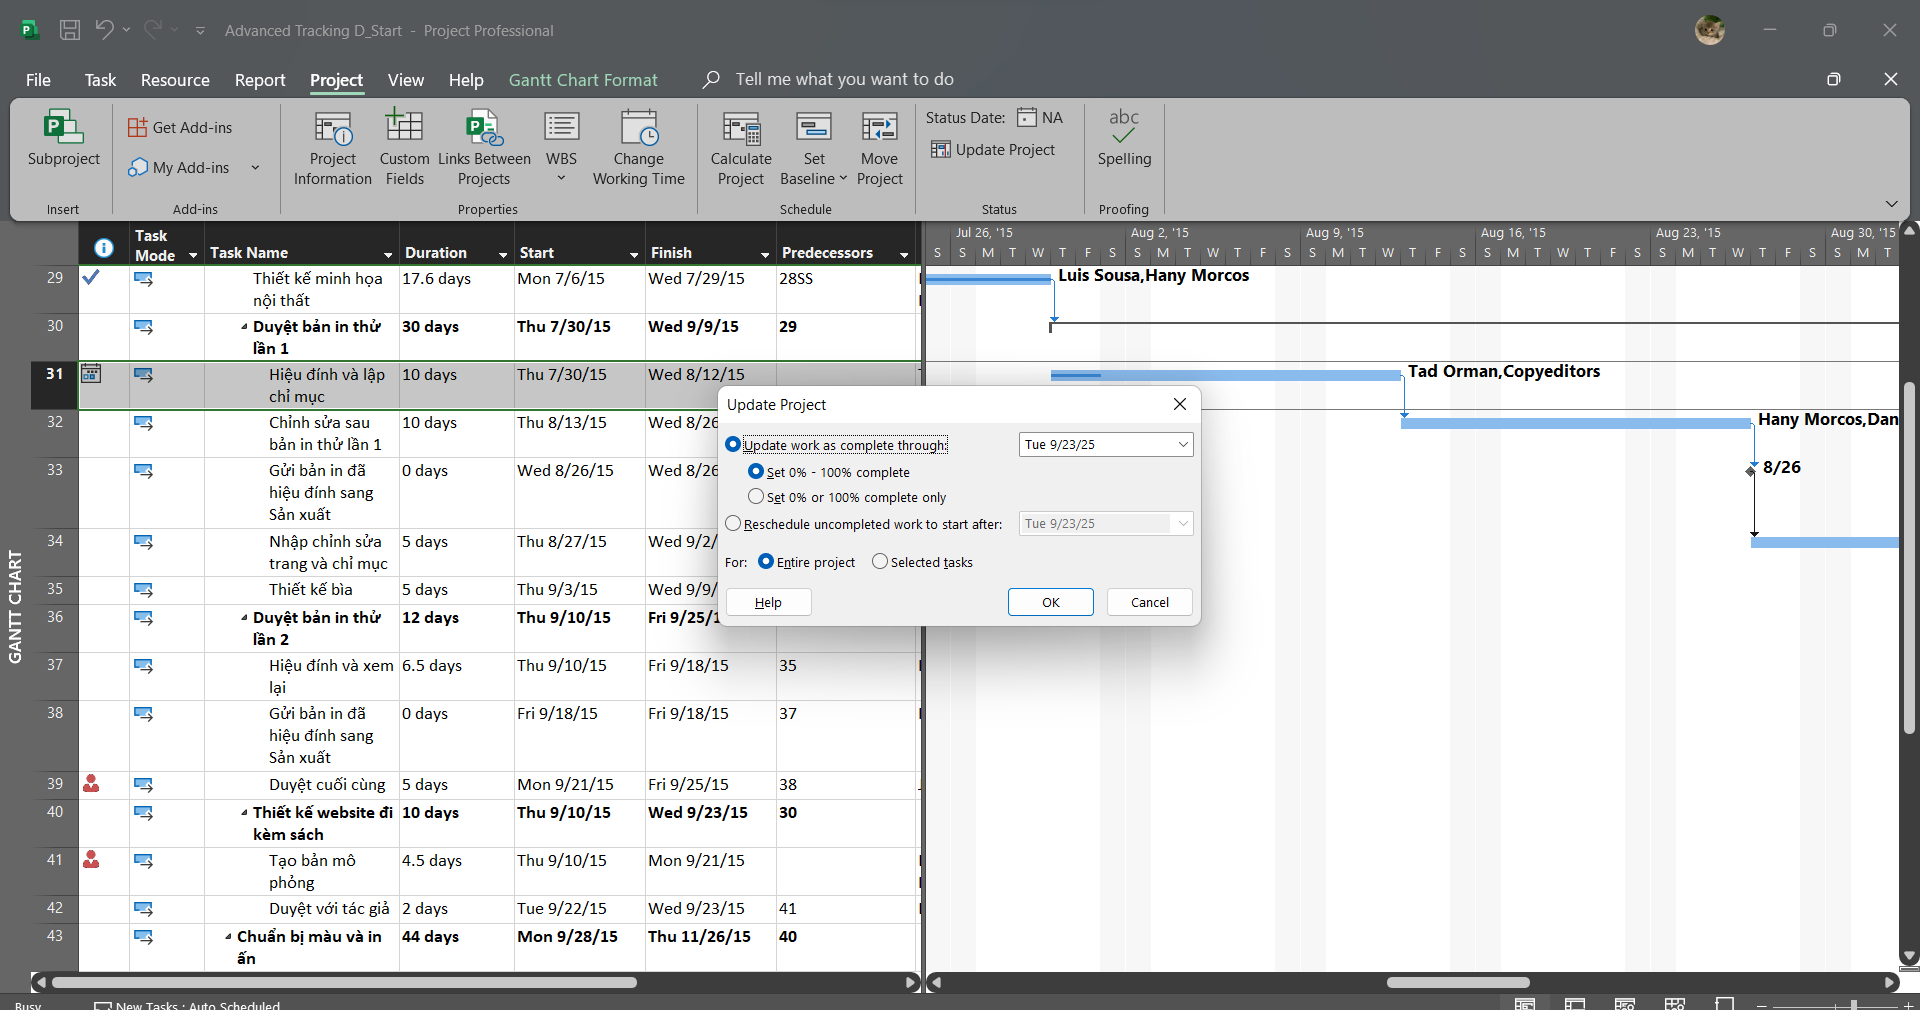 Advanced Tracking D_Start - Project Professional
File Task Resource Report Project View Help Gantt Chart Format Tell me what you want to do
Subproject
Insert
Get Add-ins
My Add-ins
Add-ins
Project Information
Custom Fields
Links Between Projects
WBS
Change Working Time
Properties
Calculate Project
Set Baseline
Move Project
Schedule
Status Date: NA
Update Project
Status
abc
Spelling
Proofing
Task Mode Task Name Duration Start Finish Predecessors
Jul 26, '15 Aug 2, '15 Aug 9, '15 Aug 16, '15 Aug 23, '15 Aug 30, '15
S S M T W T F S S M T W T F S S M T W T F S S M T W T F S S M T W T F S S M T
GANTT CHART
29 Thiết kế minh họa 17.6 days Mon 7/6/15 Wed 7/29/15 28SS
nội thất
30 Duyệt bản in thử 30 days Thu 7/30/15 Wed 9/9/15 29
lần 1
31 Hiệu đính và lập 10 days Thu 7/30/15 Wed 8/12/15
chỉ mục
32 Chỉnh sửa sau 10 days Thu 8/13/15 Wed 8/26
bản in thử lần 1
33 Gửi bản in đã 0 days Wed 8/26/15 Wed 8/26
hiệu đính sang
Sản xuất
34 Nhập chỉnh sửa 5 days Thu 8/27/15 Wed 9/2/
trang và chỉ mục
35 Thiết kế bìa 5 days Thu 9/3/15 Wed 9/9/
36 Duyệt bản in thử 12 days Thu 9/10/15 Fri 9/25/1
lần 2
37 Hiệu đính và xem 6.5 days Thu 9/10/15 Fri 9/18/15 35
lại
38 Gửi bản in đã 0 days Fri 9/18/15 Fri 9/18/15 37
hiệu đính sang
Sản xuất
39 Duyệt cuối cùng 5 days Mon 9/21/15 Fri 9/25/15 38
40 Thiết kế website đi 10 days Thu 9/10/15 Wed 9/23/15 30
kèm sách
41 Tạo bản mô 4.5 days Thu 9/10/15 Mon 9/21/15
phỏng
42 Duyệt với tác giả 2 days Tue 9/22/15 Wed 9/23/15 41
43 Chuẩn bị màu và in 44 days Mon 9/28/15 Thu 11/26/15 40
ấn
Luis Sousa,Hany Morcos
Tad Orman,Copyeditors
Hany Morcos,Dan
8/26
Update Project
Update work as complete through: Tue 9/23/25
Set 0% - 100% complete
Set 0% or 100% complete only
Reschedule uncompleted work to start after: Tue 9/23/25
For: Entire project Selected tasks
Help OK Cancel
Busy New Tasks : Auto Scheduled